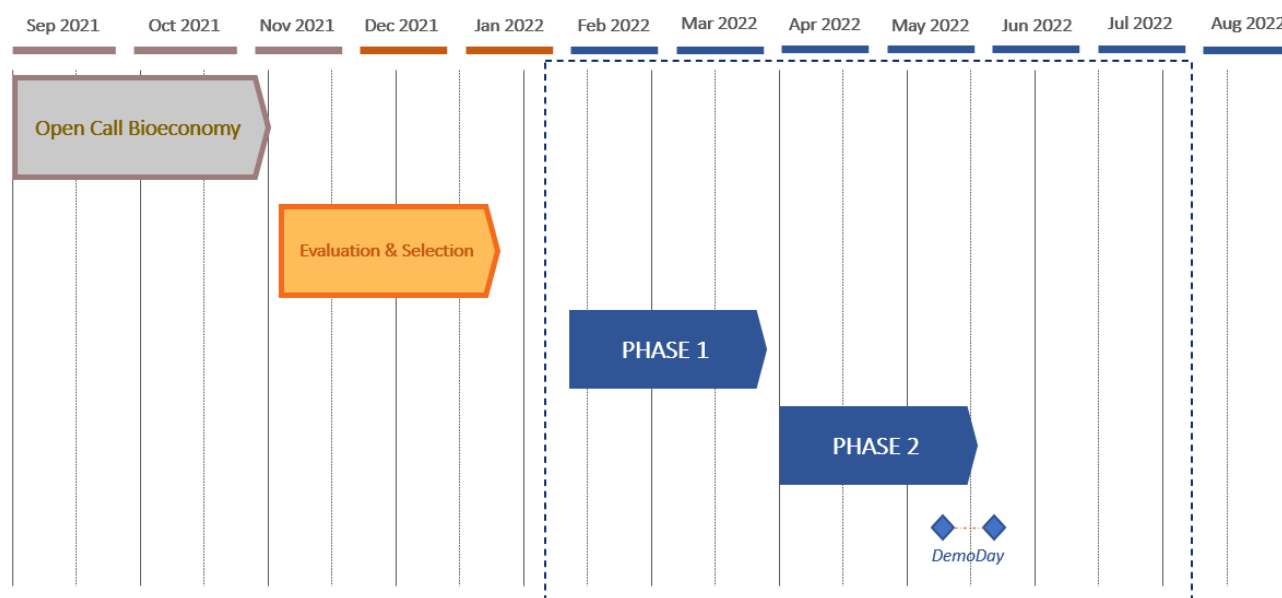 Sep 2021 Oct 2021 Nov 2021 Dec 2021 Jan 2022 Feb 2022 Mar 2022 Apr 2022 May 2022 Jun 2022 Jul 2022 Aug 2022
Open Call Bioeconomy
Evaluation & Selection
PHASE 1
PHASE 2
DemoDay